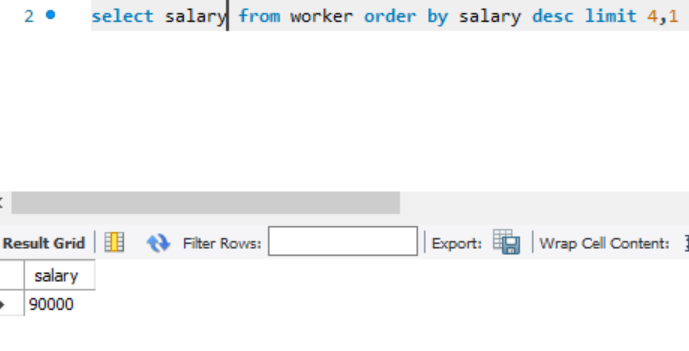 2 select salary from worker order by salary desc limit 4,1
Result Grid Filter Rows: Export: Wrap Cell Content:
salary
90000